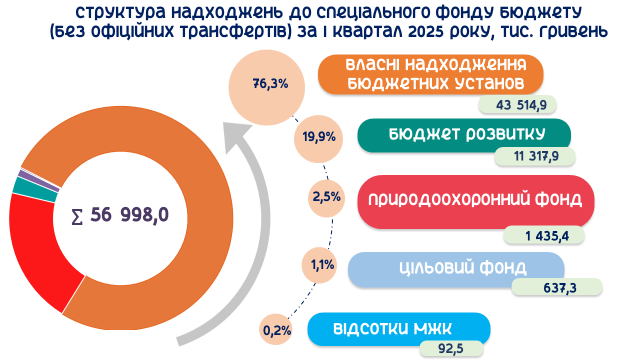 СТРУКТУРА НАДХОДЖЕНЬ ДО СПЕЦІАЛЬНОГО ФОНДУ БЮДЖЕТУ
(БЕЗ ОФІЦІЙНИХ ТРАНСФЕРТІВ) ЗА І КВАРТАЛ 2025 РОКУ, ТИС. ГРИВЕНЬ
76,3%
ВЛАСНІ НАДХОДЖЕННЯ
БЮДЖЕТНИХ УСТАНОВ
43 514,9
19,9%
БЮДЖЕТ РОЗВИТКУ
11 317,9
2,5%
ПРИРОДООХОРОННИЙ ФОНД
1 435,4
∑ 56 998,0
1,1%
ЦІЛЬОВИЙ ФОНД
637,3
0,2%
ВІДСОТКИ МЖК
92,5